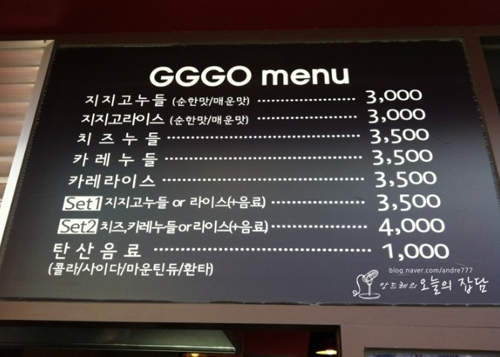 GGGO menu
지지고누들 (순한맛/매운맛) 3,000
지지고라이스 (순한맛/매운맛) 3,000
치즈누들 3,500
카레누들 3,500
카레라이스 3,500
Set1 지지고누들 or 라이스(+음료) 3,500
Set2 치즈,카레누들or라이스(+음료) 4,000
탄산음료 1,000
(콜라/사이다/마운틴듀/환타)
blog.naver.com/andre777
앙드레의 오늘의 잡담